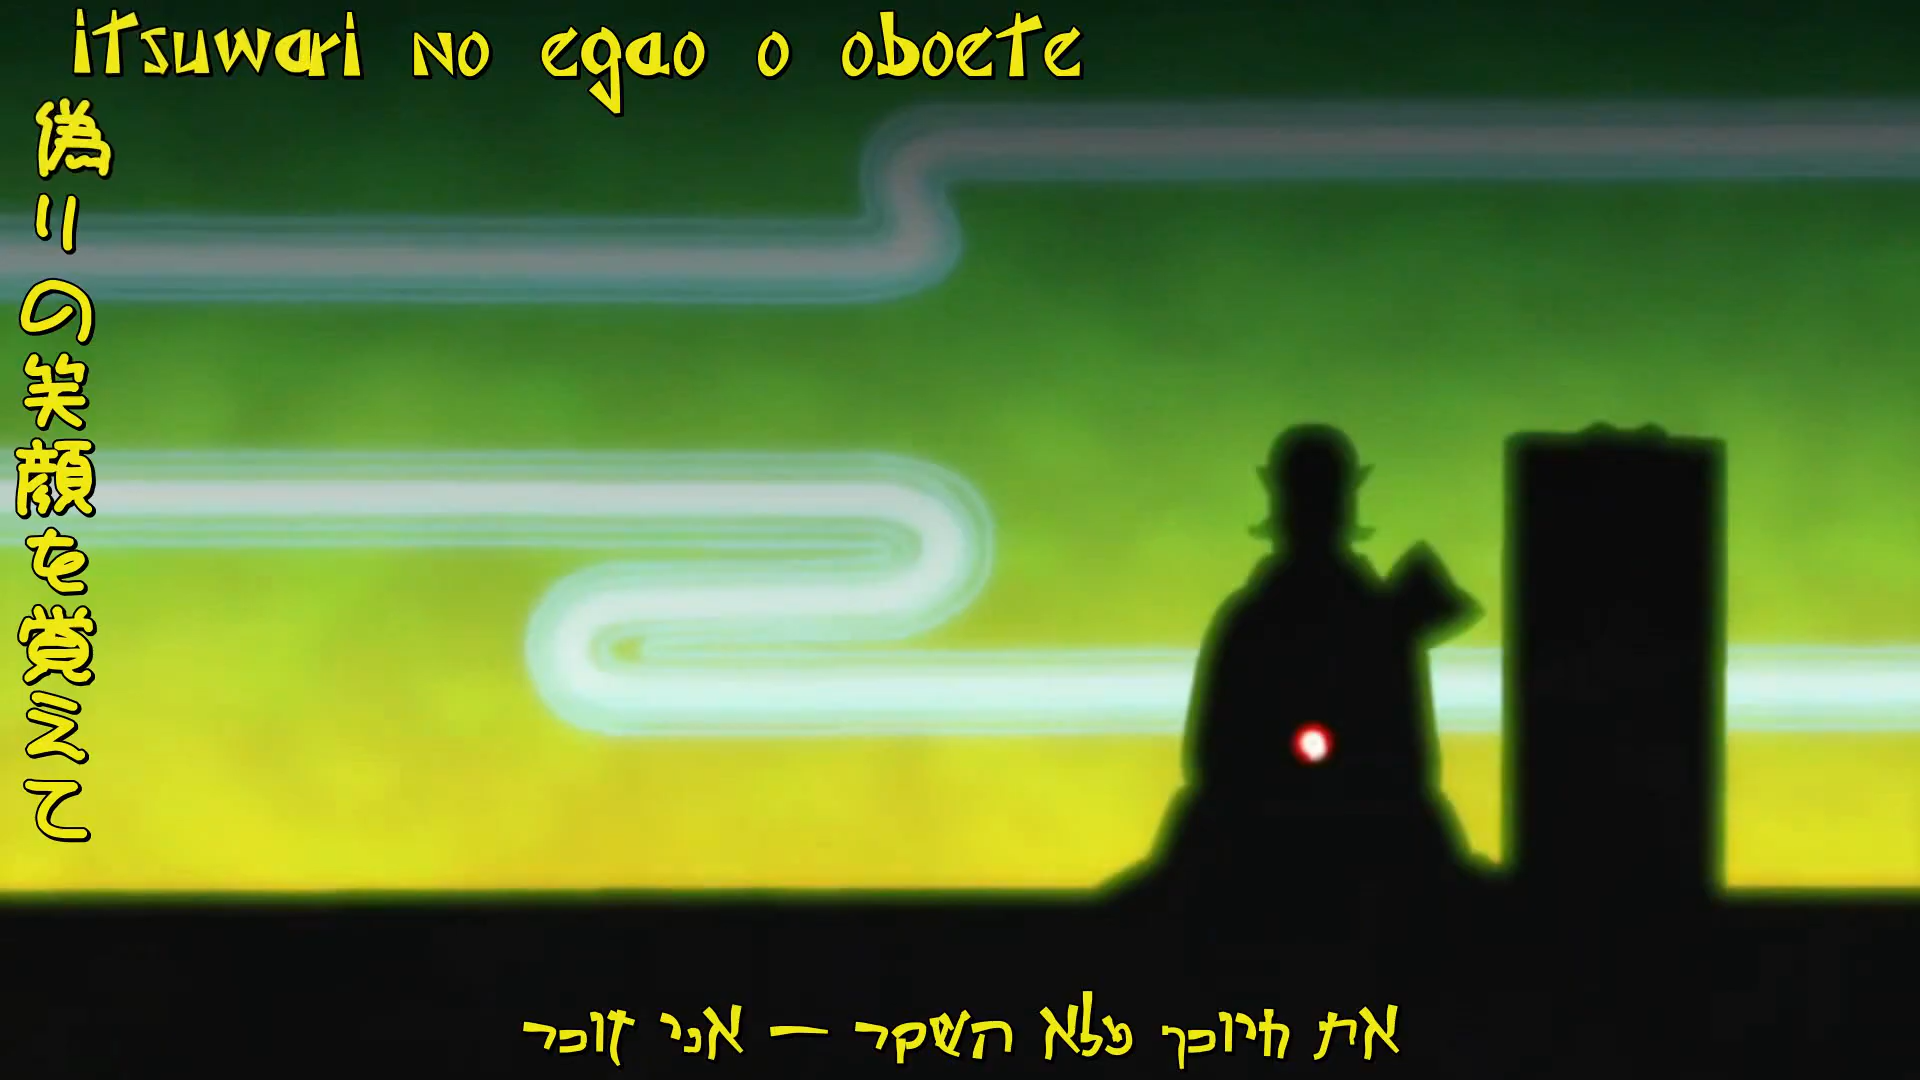 itsuwari no egao o oboete
偽りの笑顔を覚えて
את חיוכך מלא השקר – אני זוכר